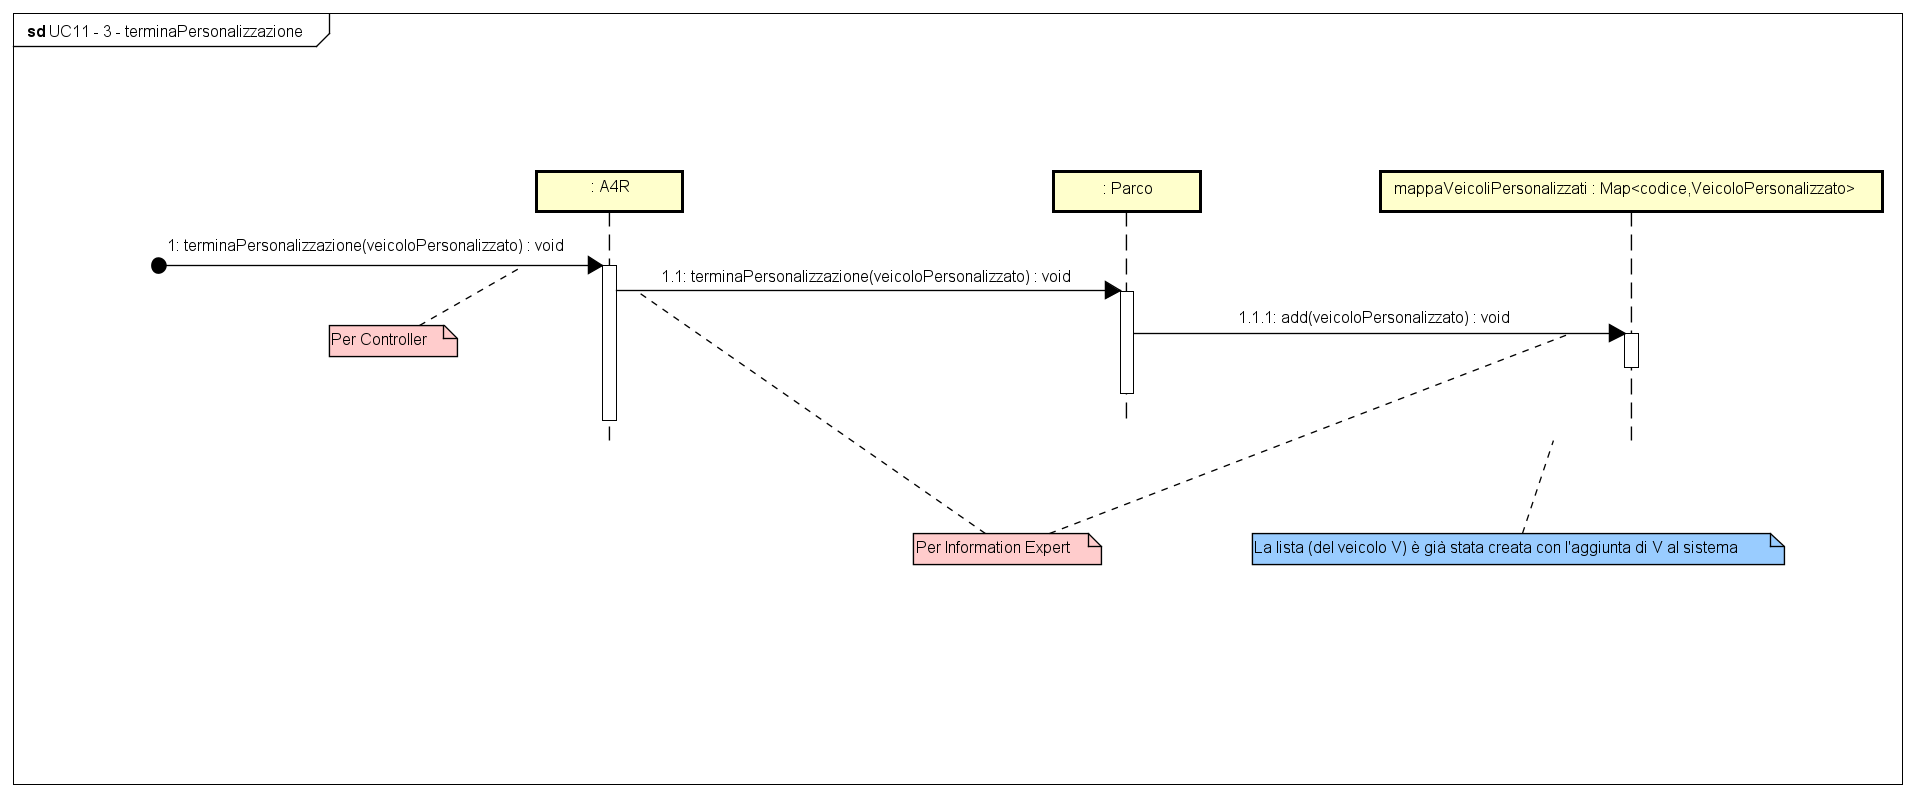 sd UC11 - 3 - terminaPersonalizzazione
: A4R
: Parco
mappaVeicoliPersonalizzati : Map<codice,VeicoloPersonalizzato>
1: terminaPersonalizzazione(veicoloPersonalizzato) : void
1.1: terminaPersonalizzazione(veicoloPersonalizzato) : void
1.1.1: add(veicoloPersonalizzato) : void
Per Controller
Per Information Expert
La lista (del veicolo V) è già stata creata con l'aggiunta di V al sistema